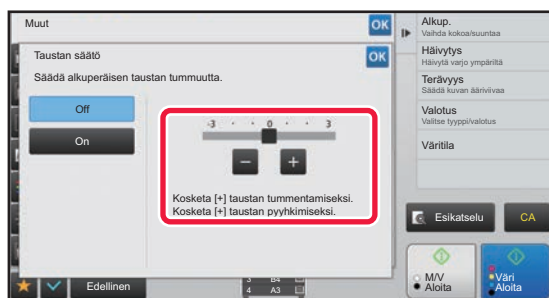 Muut
OK
Taustan säätö
OK
Säädä alkuperäisen taustan tummuutta.
Off
On
-3 0 3
− +
Kosketa [+] taustan tummentamiseksi.
Kosketa [+] taustan pyyhkimiseksi.
Edellinen
3 B4
4 A3
Alkup.
Vaihda kokoa/suuntaa
Häivytys
Häivytä varjo ympäriltä
Terävyys
Säädä kuvan ääriviivaa
Valotus
Valitse tyyppi/valotus
Väritila
Esikatselu
CA
M/V
Aloita
Väri
Aloita